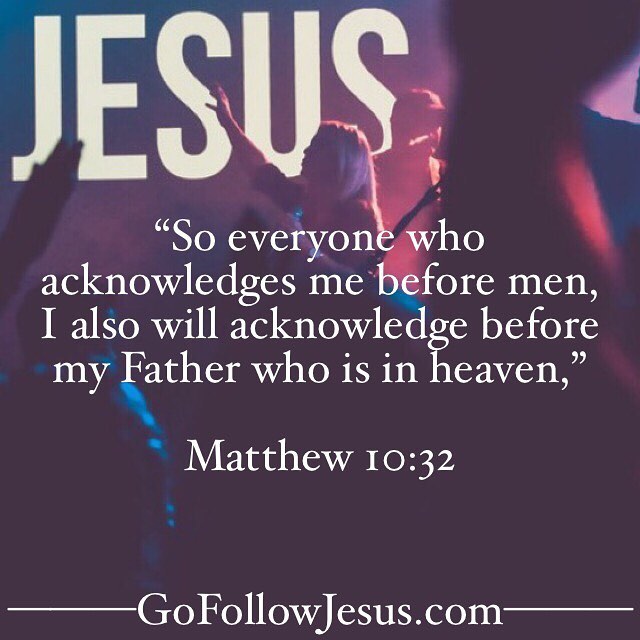 JESUS
“So everyone who
acknowledges me before men,
I also will acknowledge before
my Father who is in heaven,”
Matthew 10:32
GoFollowJesus.com